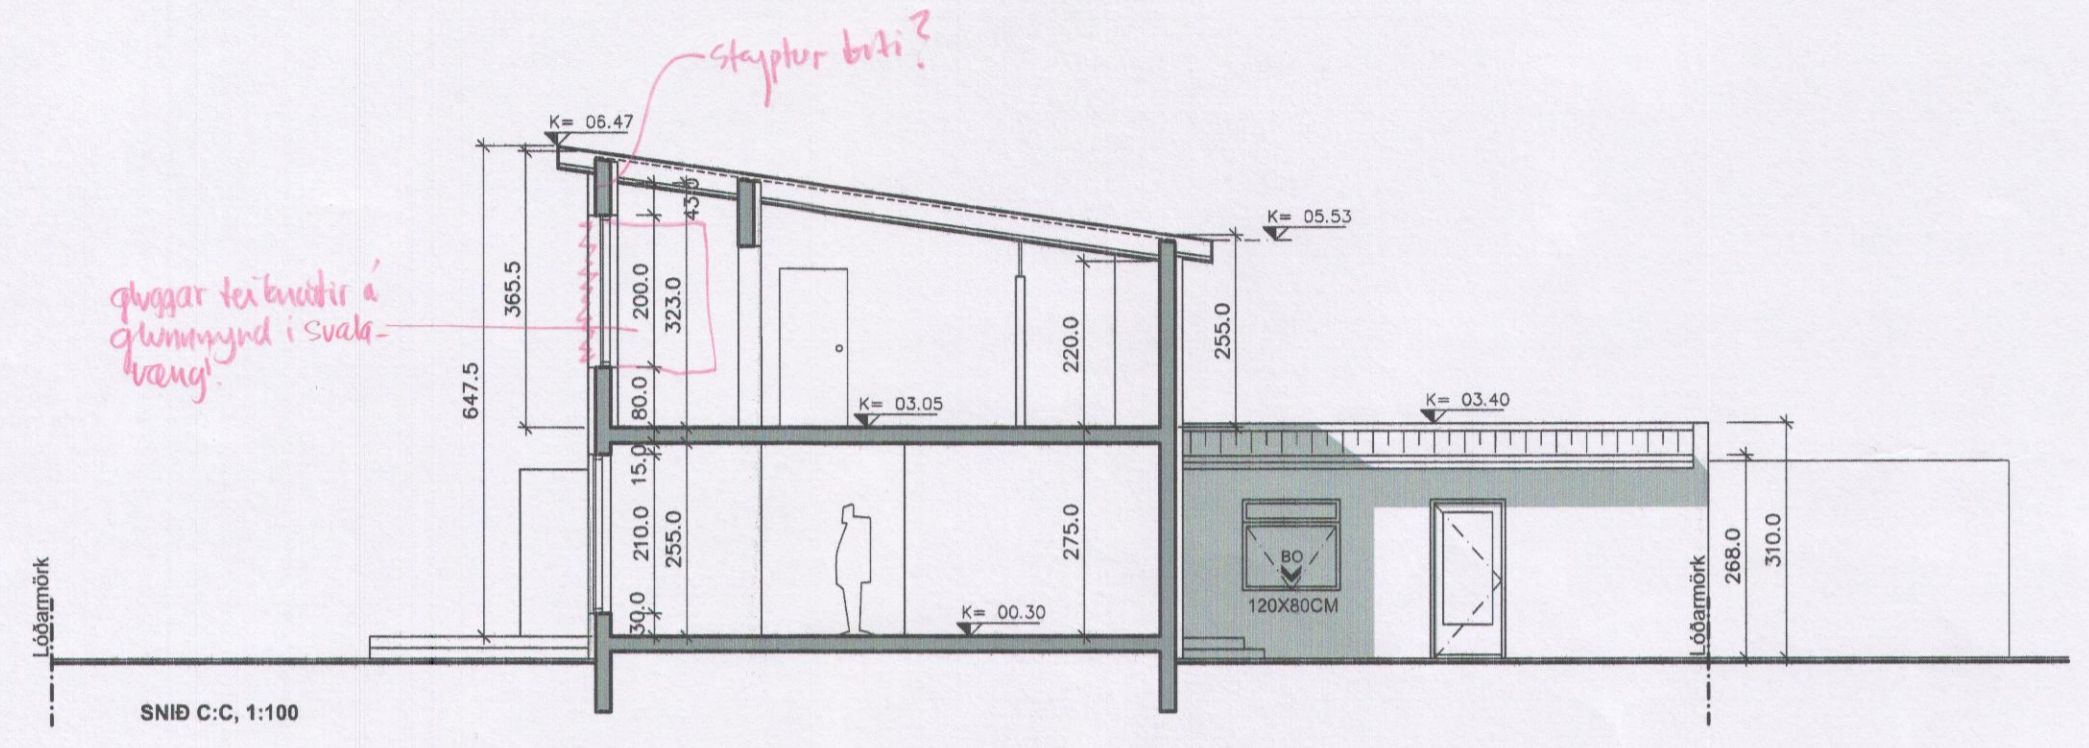 steyptur biti?
K= 06.47
43.0
K= 05.53
gluggar teiknaðir á
glunnmynd í svala-
væng!
365.5
200.0
323.0
220.0
255.0
647.5
80.0
K= 03.05
K= 03.40
15.0
210.0
255.0
275.0
30.0
K= 00.30
BO
120X80CM
268.0
310.0
Lóðarmörk
Lóðarmörk
SNIÐ C:C, 1:100